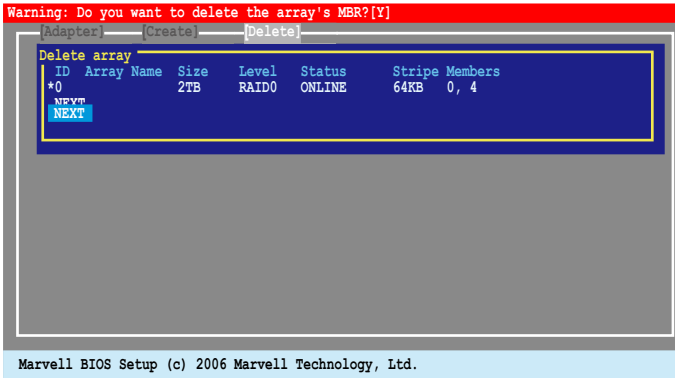 Warning: Do you want to delete the array's MBR?[Y]
[Adapter] [Create] [Delete]
Delete array
ID Array Name Size Level Status Stripe Members
*0 2TB RAID0 ONLINE 64KB 0, 4
NEXT
NEXT
Marvell BIOS Setup (c) 2006 Marvell Technology, Ltd.